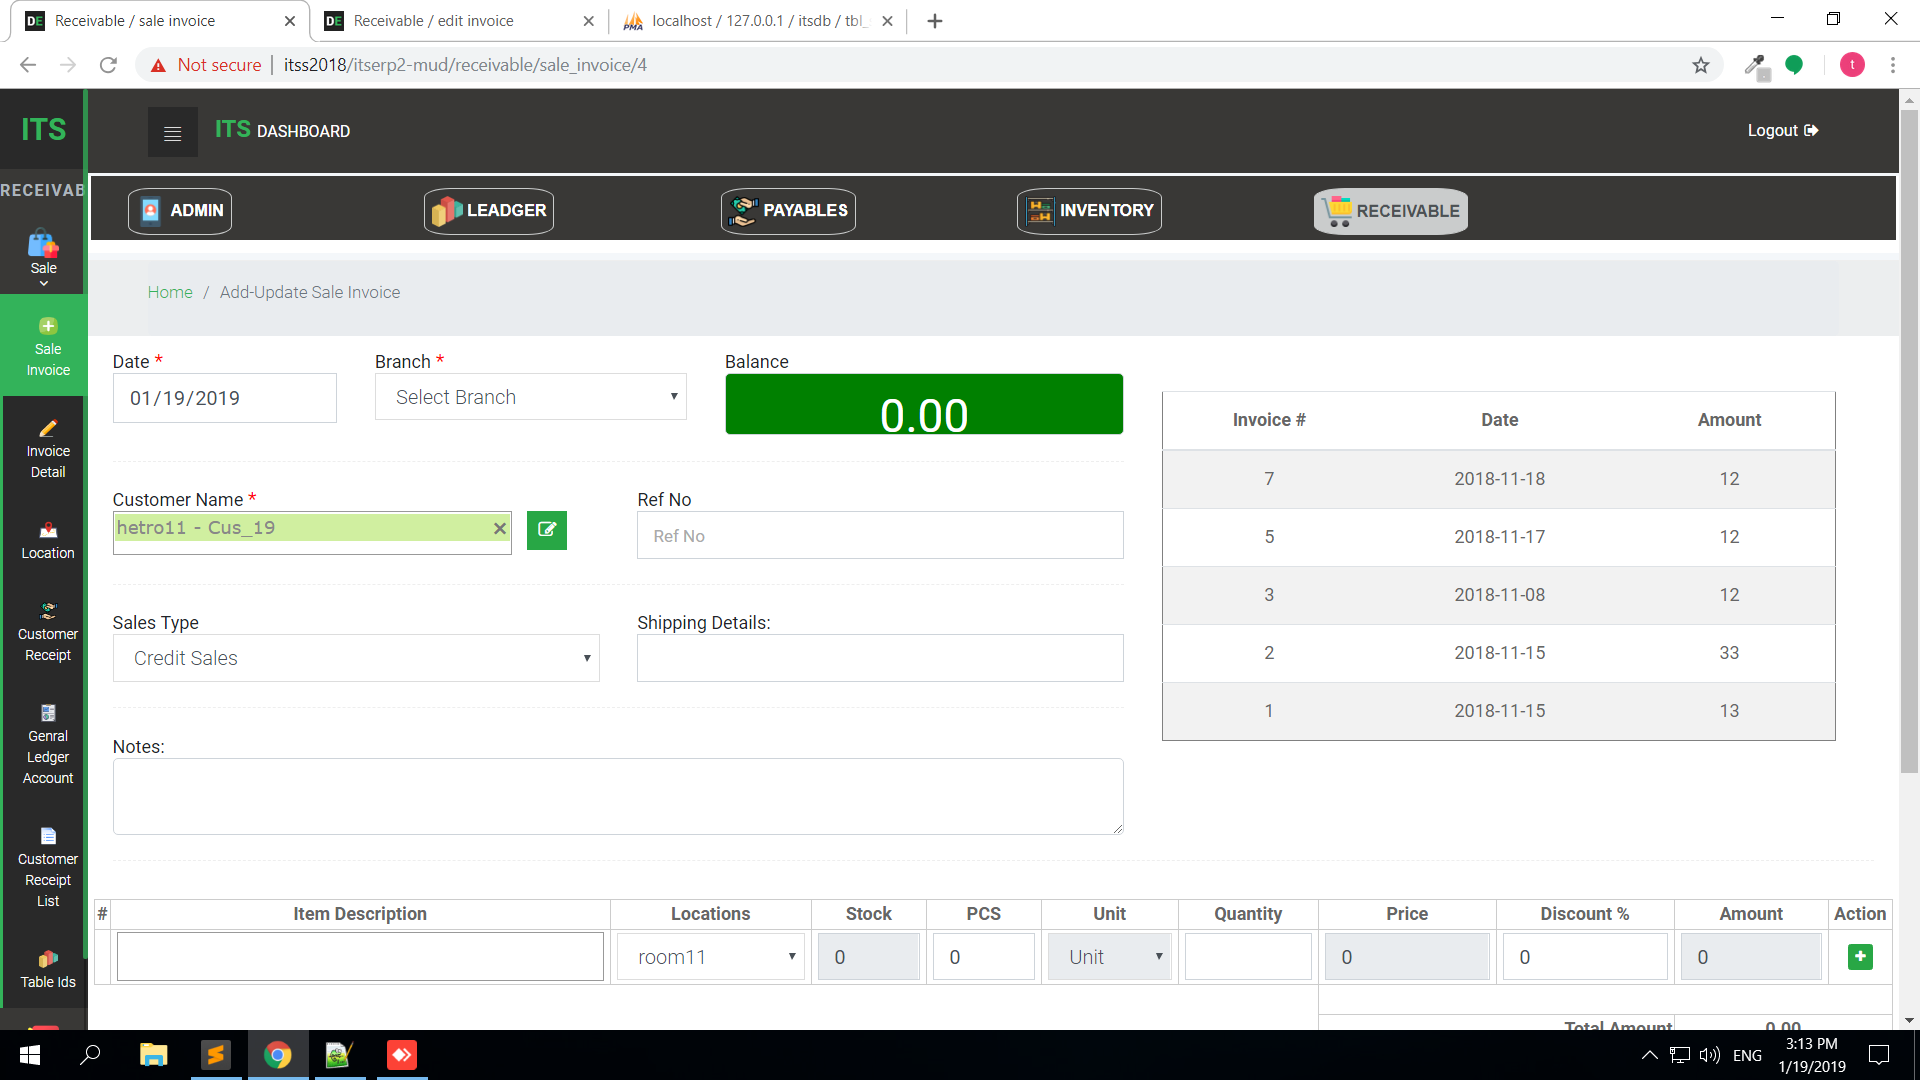 Receivable / sale invoice
Receivable / edit invoice
localhost / 127.0.0.1 / itsdb / tbl_
Not secure | itss2018/itserp2-mud/receivable/sale_invoice/4
t
ITS
ITS DASHBOARD
Logout
RECEIVAB
ADMIN
LEADGER
PAYABLES
INVENTORY
RECEIVABLE
Sale
Sale
Invoice
Invoice
Detail
Location
Customer
Receipt
Genral
Ledger
Account
Customer
Receipt
List
Table Ids
Home / Add-Update Sale Invoice
Date *
Branch *
Balance
01/19/2019
Select Branch
0.00
Customer Name *
Ref No
hetro11 - Cus_19
Ref No
Sales Type
Shipping Details:
Credit Sales
Notes:
Invoice # Date Amount
7 2018-11-18 12
5 2018-11-17 12
3 2018-11-08 12
2 2018-11-15 33
1 2018-11-15 13
# Item Description Locations Stock PCS Unit Quantity Price Discount % Amount Action
room11 0 0 Unit 0 0 0
Total Amount 0.00
ENG
3:13 PM
1/19/2019